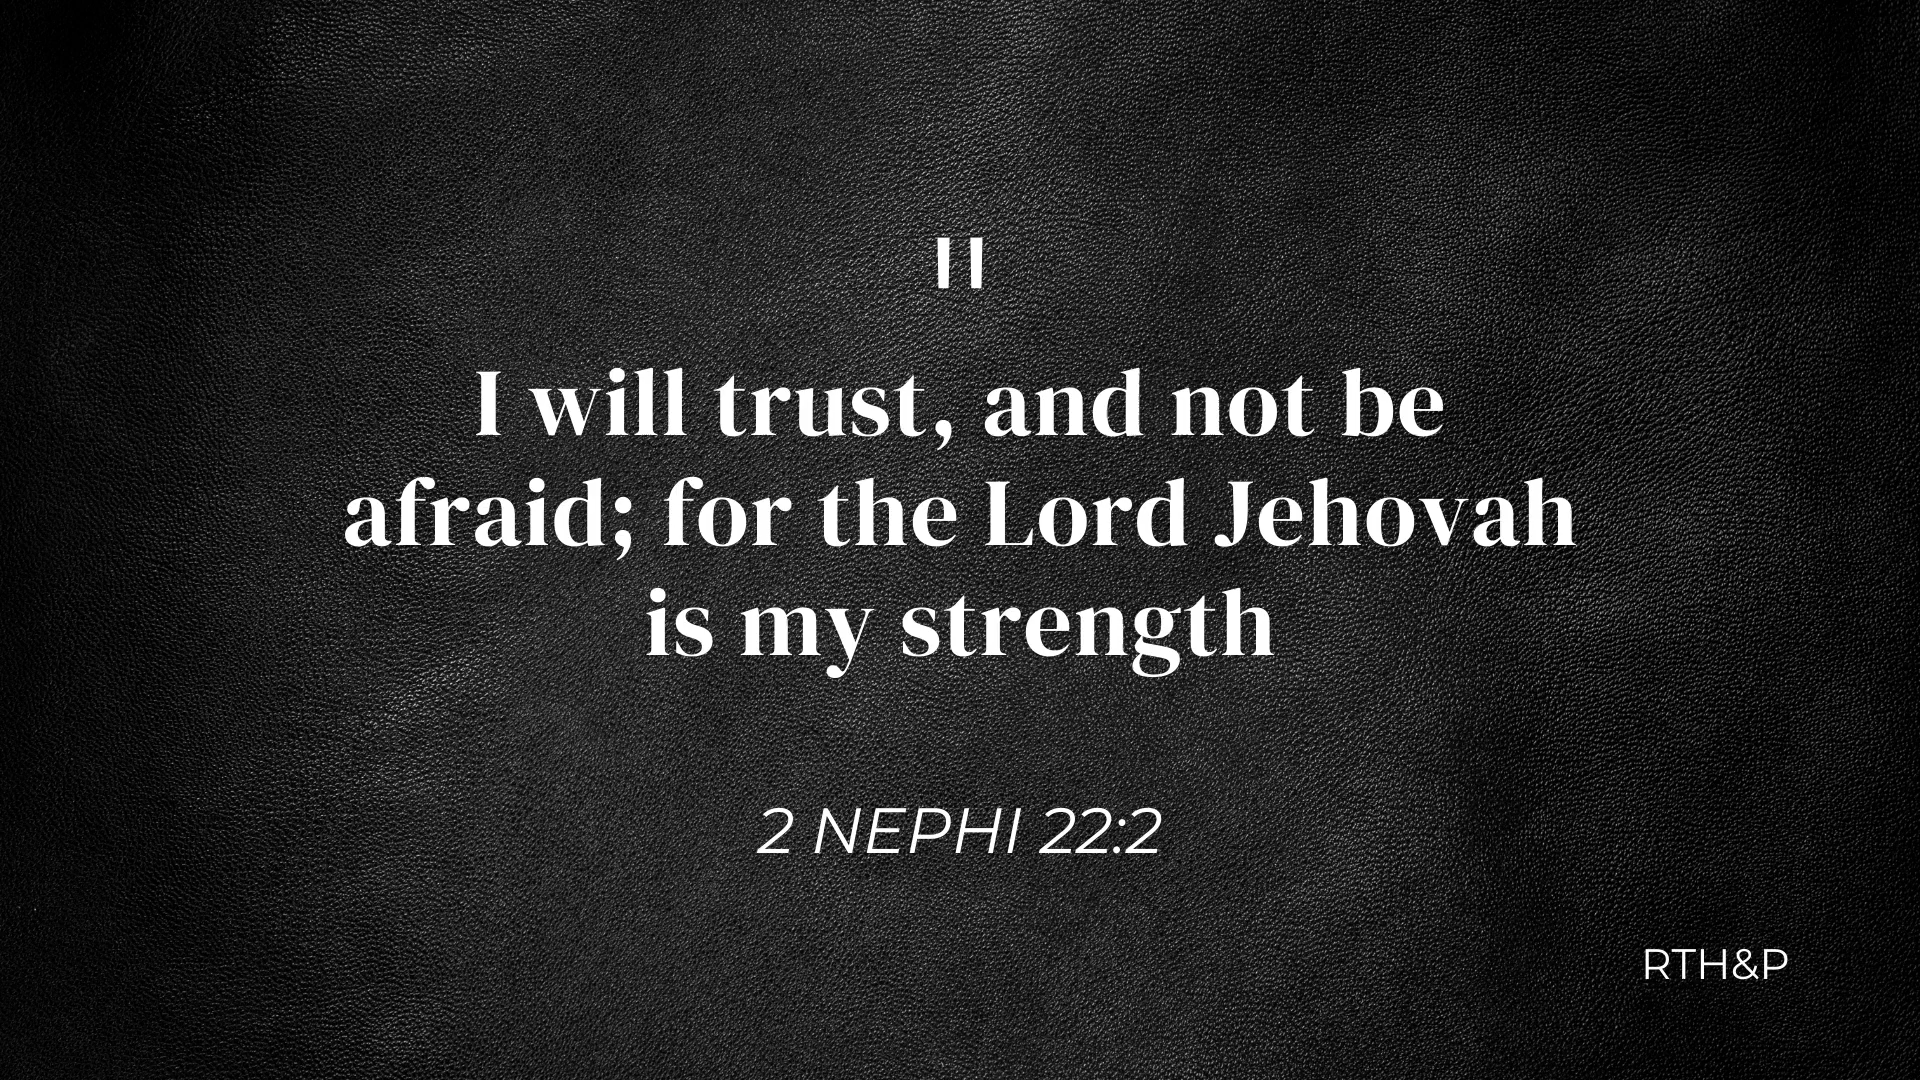 "
I will trust, and not be
afraid; for the Lord Jehovah
is my strength
2 NEPHI 22:2
RTH&P